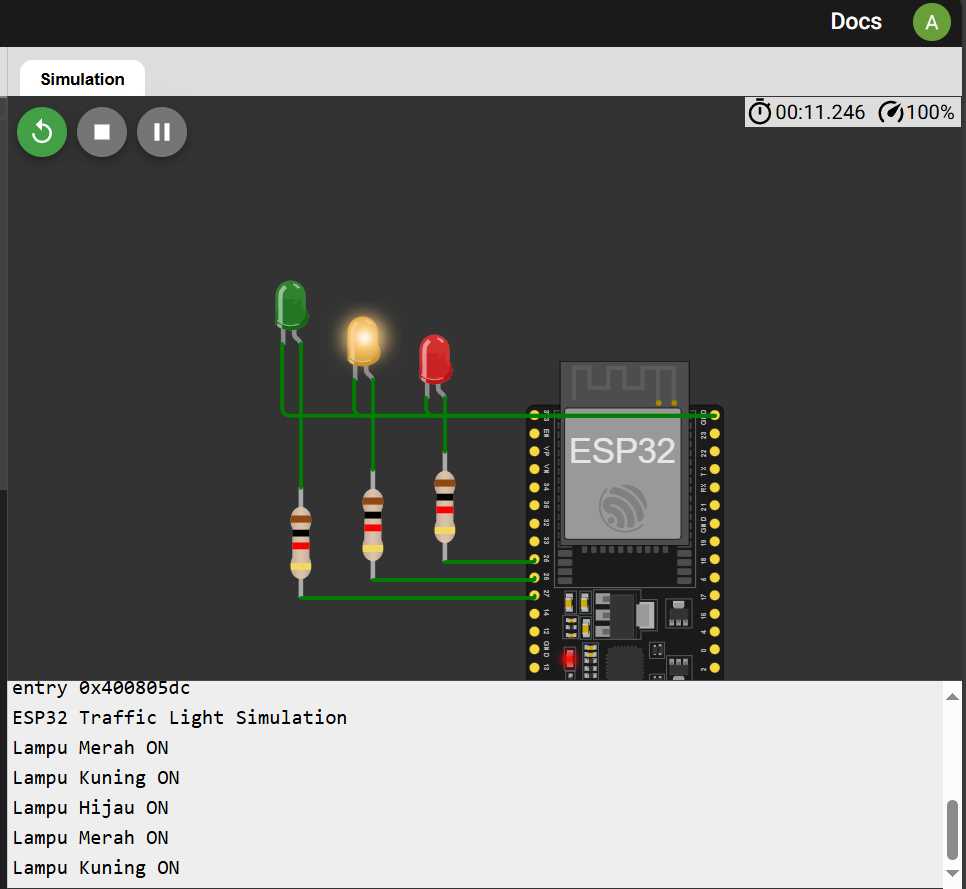 Docs
A
Simulation
00:11.246 100%
ESP32
entry 0x400805dc
ESP32 Traffic Light Simulation
Lampu Merah ON
Lampu Kuning ON
Lampu Hijau ON
Lampu Merah ON
Lampu Kuning ON